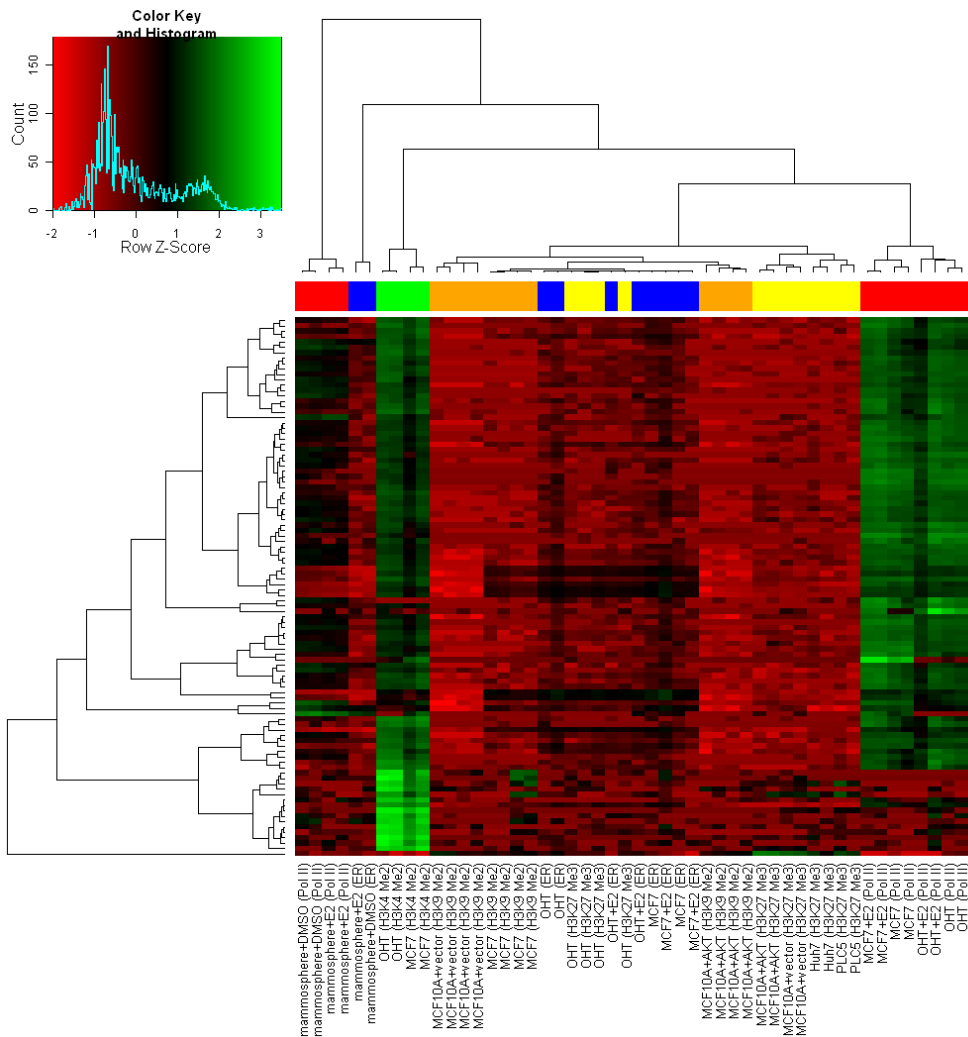 Color Key
and Histogram
Count
0
50
100
150
-2
-1
0
1
2
3
Row Z-Score
mammosphere+DMSO (Pol II)
mammosphere+DMSO (Pol II)
mammosphere+E2 (Pol II)
mammosphere+E2 (Pol II)
mammosphere+E2 (ER)
mammosphere+DMSO (ER)
OHT (H3K4 Me2)
OHT (H3K4 Me2)
MCF7 (H3K4 Me2)
MCF7 (H3K4 Me2)
MCF10A+vector (H3K9 Me2)
MCF10A+vector (H3K9 Me2)
MCF10A+vector (H3K9 Me2)
MCF10A+vector (H3K9 Me2)
MCF7 (H3K9 Me2)
MCF7 (H3K9 Me2)
MCF7 (H3K9 Me2)
MCF7 (H3K9 Me2)
OHT (ER)
OHT (ER)
OHT (H3K27 Me3)
OHT (H3K27 Me3)
OHT (H3K27 Me3)
OHT+E2 (ER)
OHT (H3K27 Me3)
OHT+E2 (ER)
MCF7 (ER)
MCF7+E2 (ER)
MCF7 (ER)
MCF7+E2 (ER)
MCF10A+AKT (H3K9 Me2)
MCF10A+AKT (H3K9 Me2)
MCF10A+AKT (H3K9 Me2)
MCF10A+AKT (H3K9 Me2)
MCF10A+AKT (H3K27 Me3)
MCF10A+AKT (H3K27 Me3)
MCF10A+vector (H3K27 Me3)
MCF10A+vector (H3K27 Me3)
Huh7 (H3K27 Me3)
Huh7 (H3K27 Me3)
PLC5 (H3K27 Me3)
PLC5 (H3K27 Me3)
MCF7+E2 (Pol II)
MCF7+E2 (Pol II)
MCF7 (Pol II)
MCF7 (Pol II)
OHT+E2 (Pol II)
OHT+E2 (Pol II)
OHT (Pol II)
OHT (Pol II)